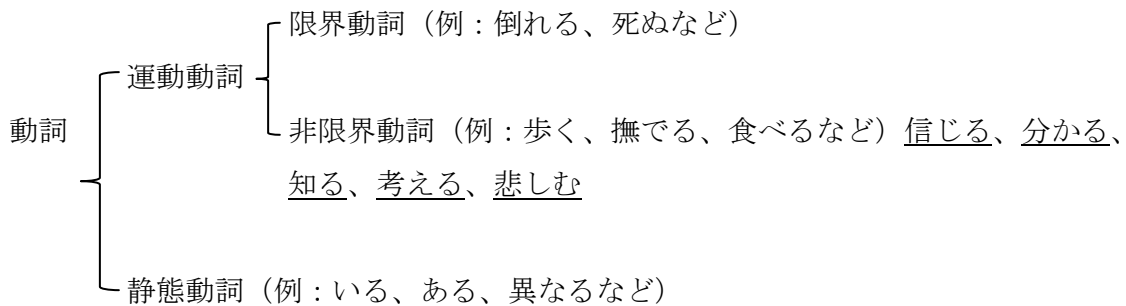 限界動詞（例：倒れる、死ぬなど）
運動動詞
動詞
非限界動詞（例：歩く、撫でる、食べるなど）信じる、分かる、
知る、考える、悲しむ
静態動詞（例：いる、ある、異なるなど）